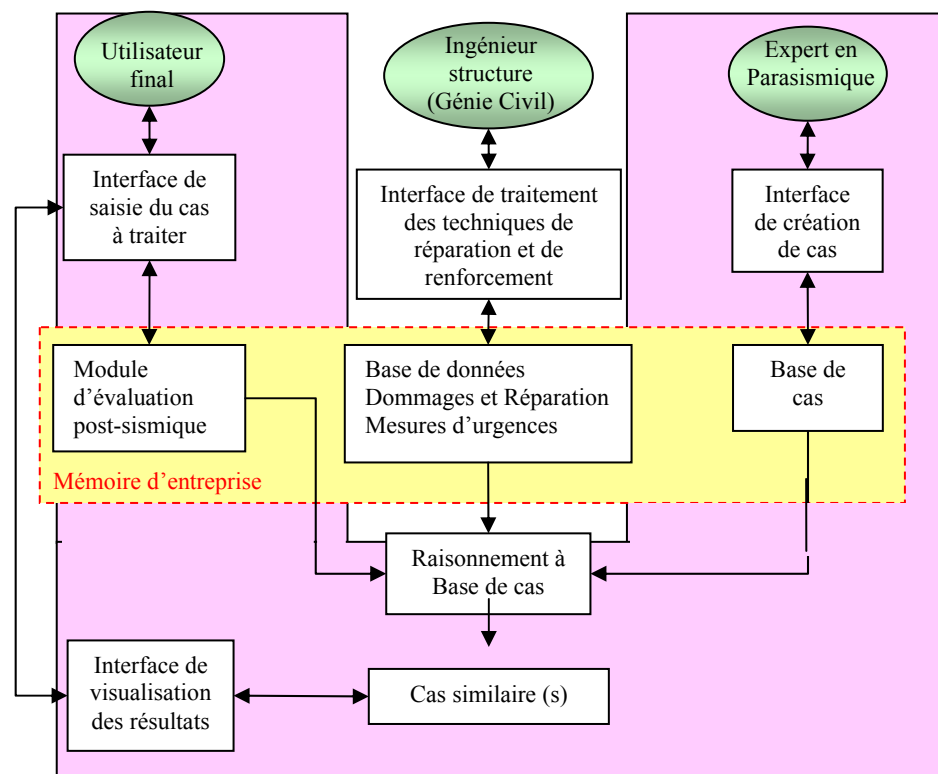 Utilisateur
final
Ingénieur
structure
(Génie Civil)
Expert en
Parasismique
Interface de
saisie du cas
à traiter
Interface de traitement
des techniques de
réparation et de
renforcement
Interface
de création
de cas
Module
d’évaluation
post-sismique
Base de données
Dommages et Réparation
Mesures d’urgences
Base de
cas
Mémoire d’entreprise
Raisonnement à
Base de cas
Interface de
visualisation
des résultats
Cas similaire (s)